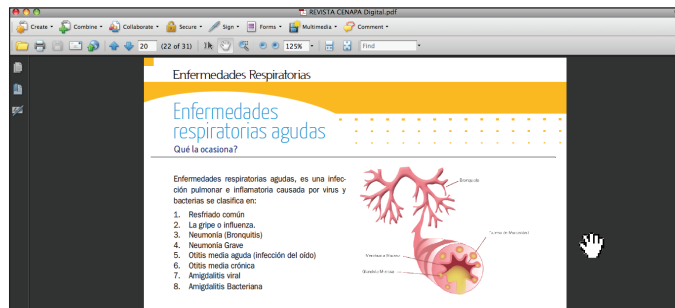 REVISTA CENAPA Digital.pdf
Create Combine Collaborate Secure Sign Forms Multimedia Comment
20 (22 of 31) 125% Find
Enfermedades Respiratorias
Enfermedades
respiratorias agudas
Qué la ocasiona?
Enfermedades respiratorias agudas, es una infec-
ción pulmonar e inflamatoria causada por virus y
bacterias se clasifica en:
1. Resfriado común
2. La gripe o influenza.
3. Neumonía (Bronquitis)
4. Neumonía Grave
5. Otitis media aguda (infección del oído)
6. Otitis media crónica
7. Amigdalitis viral
8. Amigdalitis Bacteriana
Bronquiolo